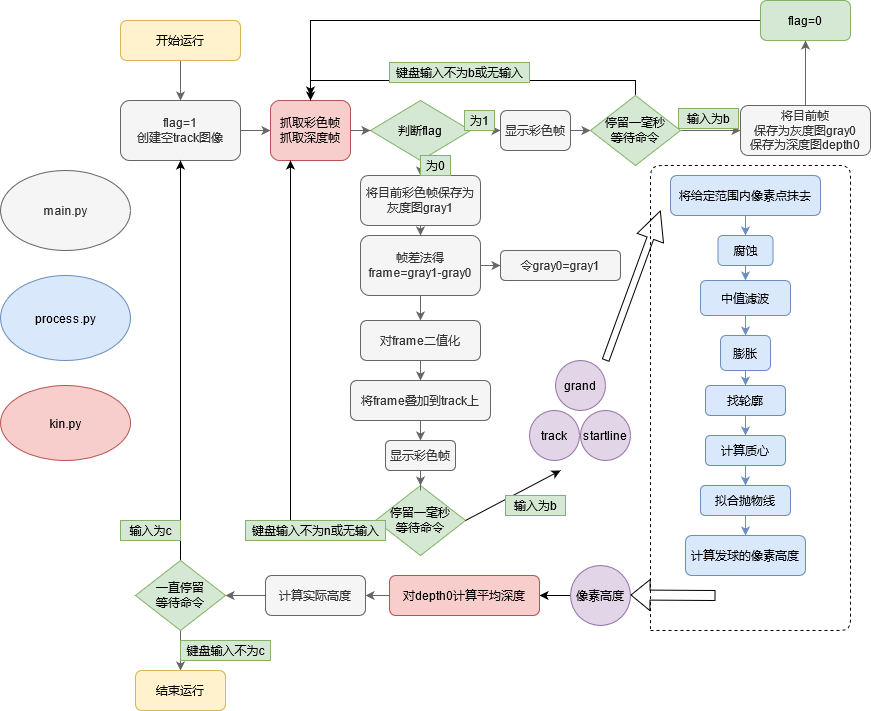 开始运行
flag=1
创建空track图像
抓取彩色帧
抓取深度帧
判断flag
为1
显示彩色帧
键盘输入不为b或无输入
停留一毫秒
等待命令
输入为b
flag=0
将目前帧
保存为灰度图gray0
保存为深度图depth0
为0
将目前彩色帧保存为
灰度图gray1
帧差法得
frame=gray1-gray0
令gray0=gray1
对frame二值化
将frame叠加到track上
显示彩色帧
停留一毫秒
等待命令
键盘输入不为n或无输入
输入为b
main.py
process.py
kin.py
grand
track
startline
将给定范围内像素点抹去
腐蚀
中值滤波
膨胀
找轮廓
计算质心
拟合抛物线
计算发球的像素高度
像素高度
对depth0计算平均深度
计算实际高度
一直停留
等待命令
输入为c
键盘输入不为c
结束运行